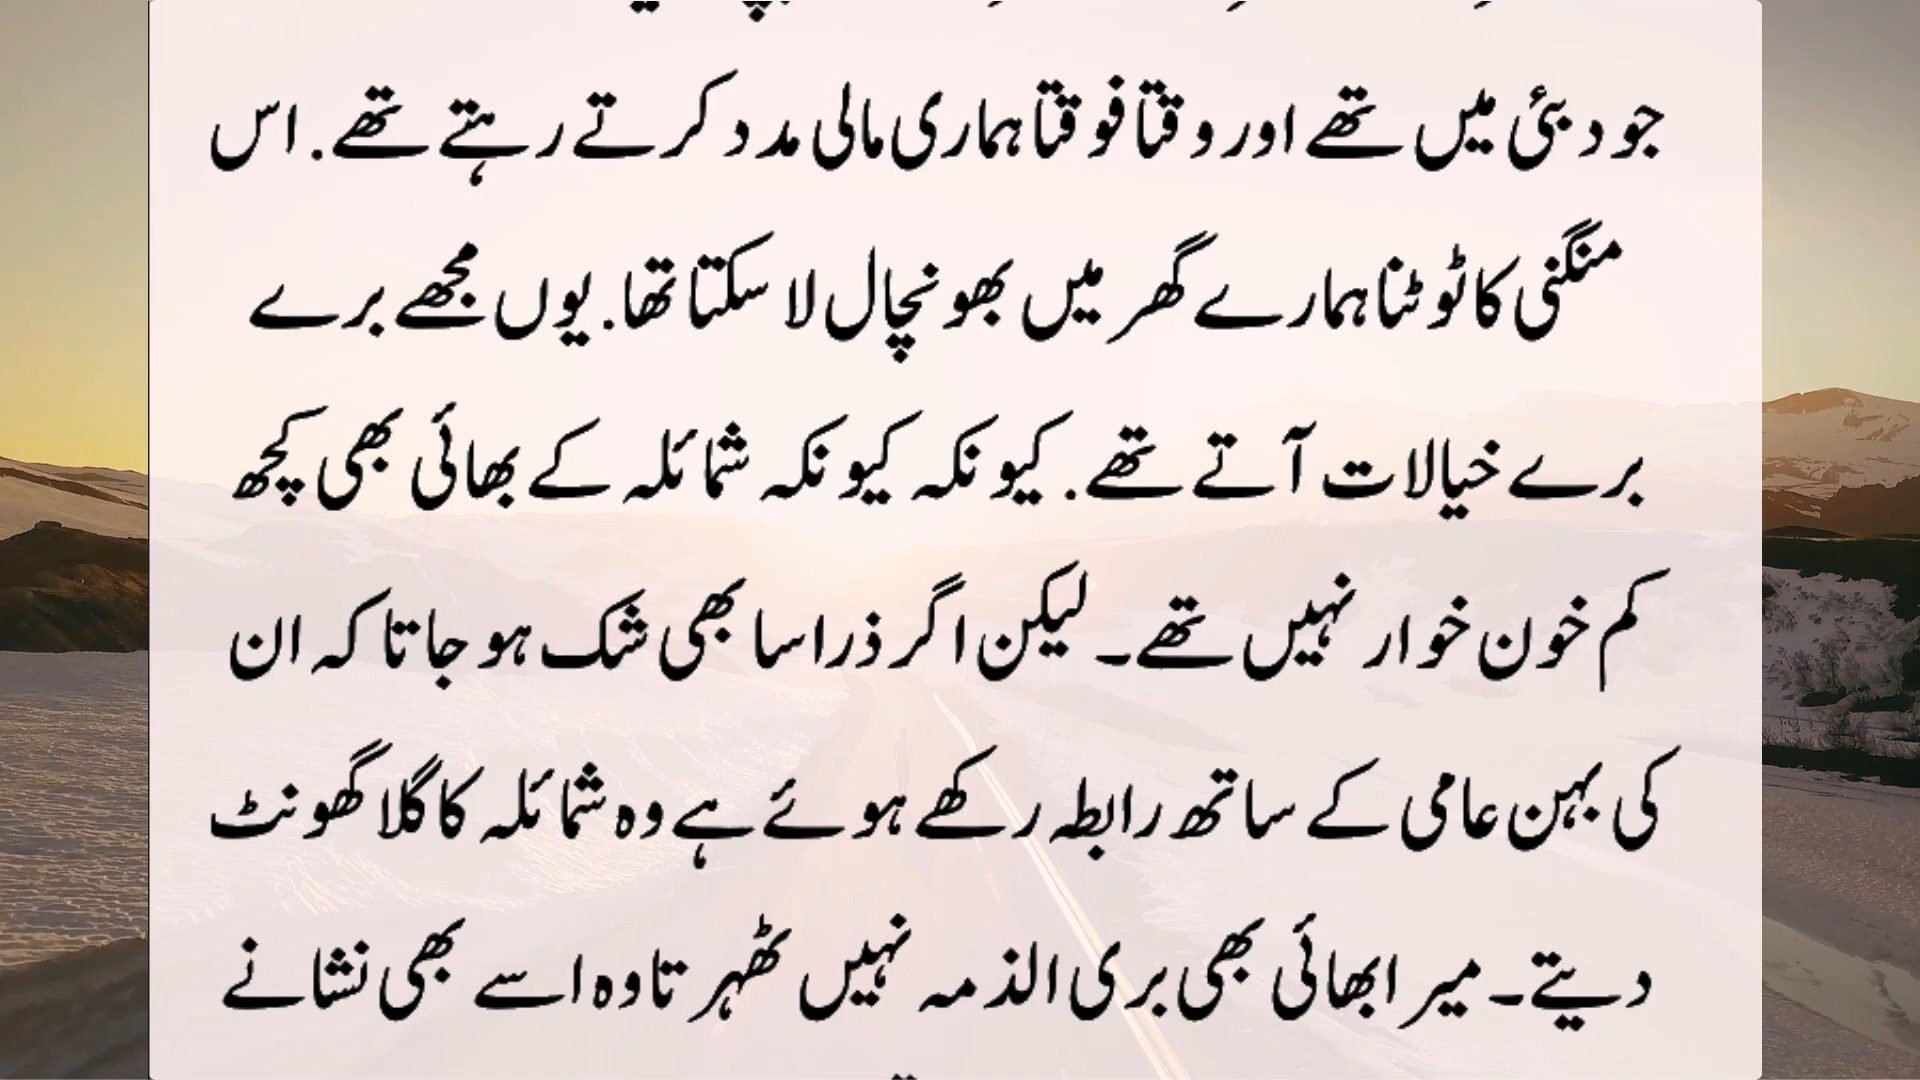 جو دبئی میں تھے اور وقتا فوقتا ہماری مالی مدد کرتے رہتے تھے. اس
منگنی کا ٹوٹنا ہمارے گھر میں بھونچال لا سکتا تھا. یوں مجھے برے
برے خیالات آتے تھے. کیونکہ کیونکہ شمائلہ کے بھائی بھی کچھ
کم خون خوار نہیں تھے۔ لیکن اگر ذرا سا بھی شک ہو جاتا کہ ان
کی بہن عامی کے ساتھ رابطہ رکھے ہوئے ہے وہ شمائلہ کا گلا گھونٹ
دیتے۔ میرا بھائی بھی بری الذمہ نہیں ٹھہرتا وہ اسے بھی نشانے